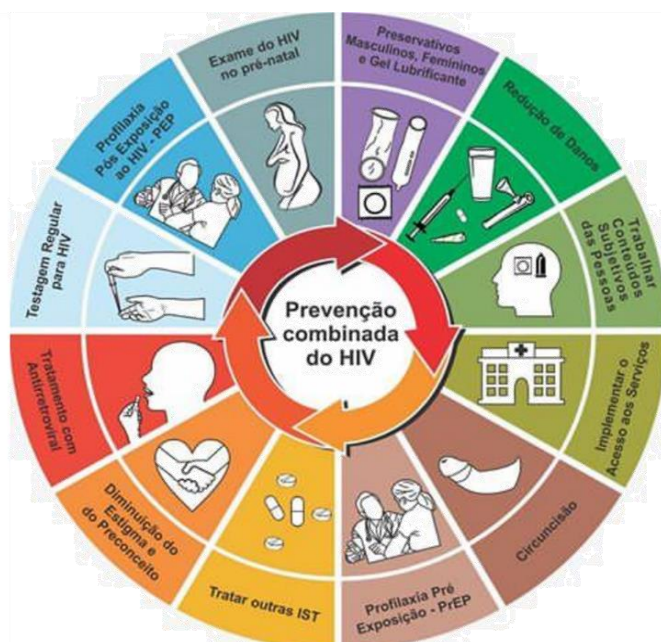 Prevenção
combinada
do HIV
Exame do HIV
no pré-natal
Preservativos
Masculinos, Femininos
e Gel Lubrificante
Redução de Danos
Trabalhar
Conteúdos
Subjetivos
das Pessoas
Implementar o
Acesso aos Serviços
Circuncisão
Profilaxia Pré
Exposição - PrEP
Tratar outras IST
Diminuição do
Estigma e
do Preconceito
Tratamento com
Antirretroviral
Testagem Regular
para HIV
Profilaxia
Pós Exposição
ao HIV - PEP